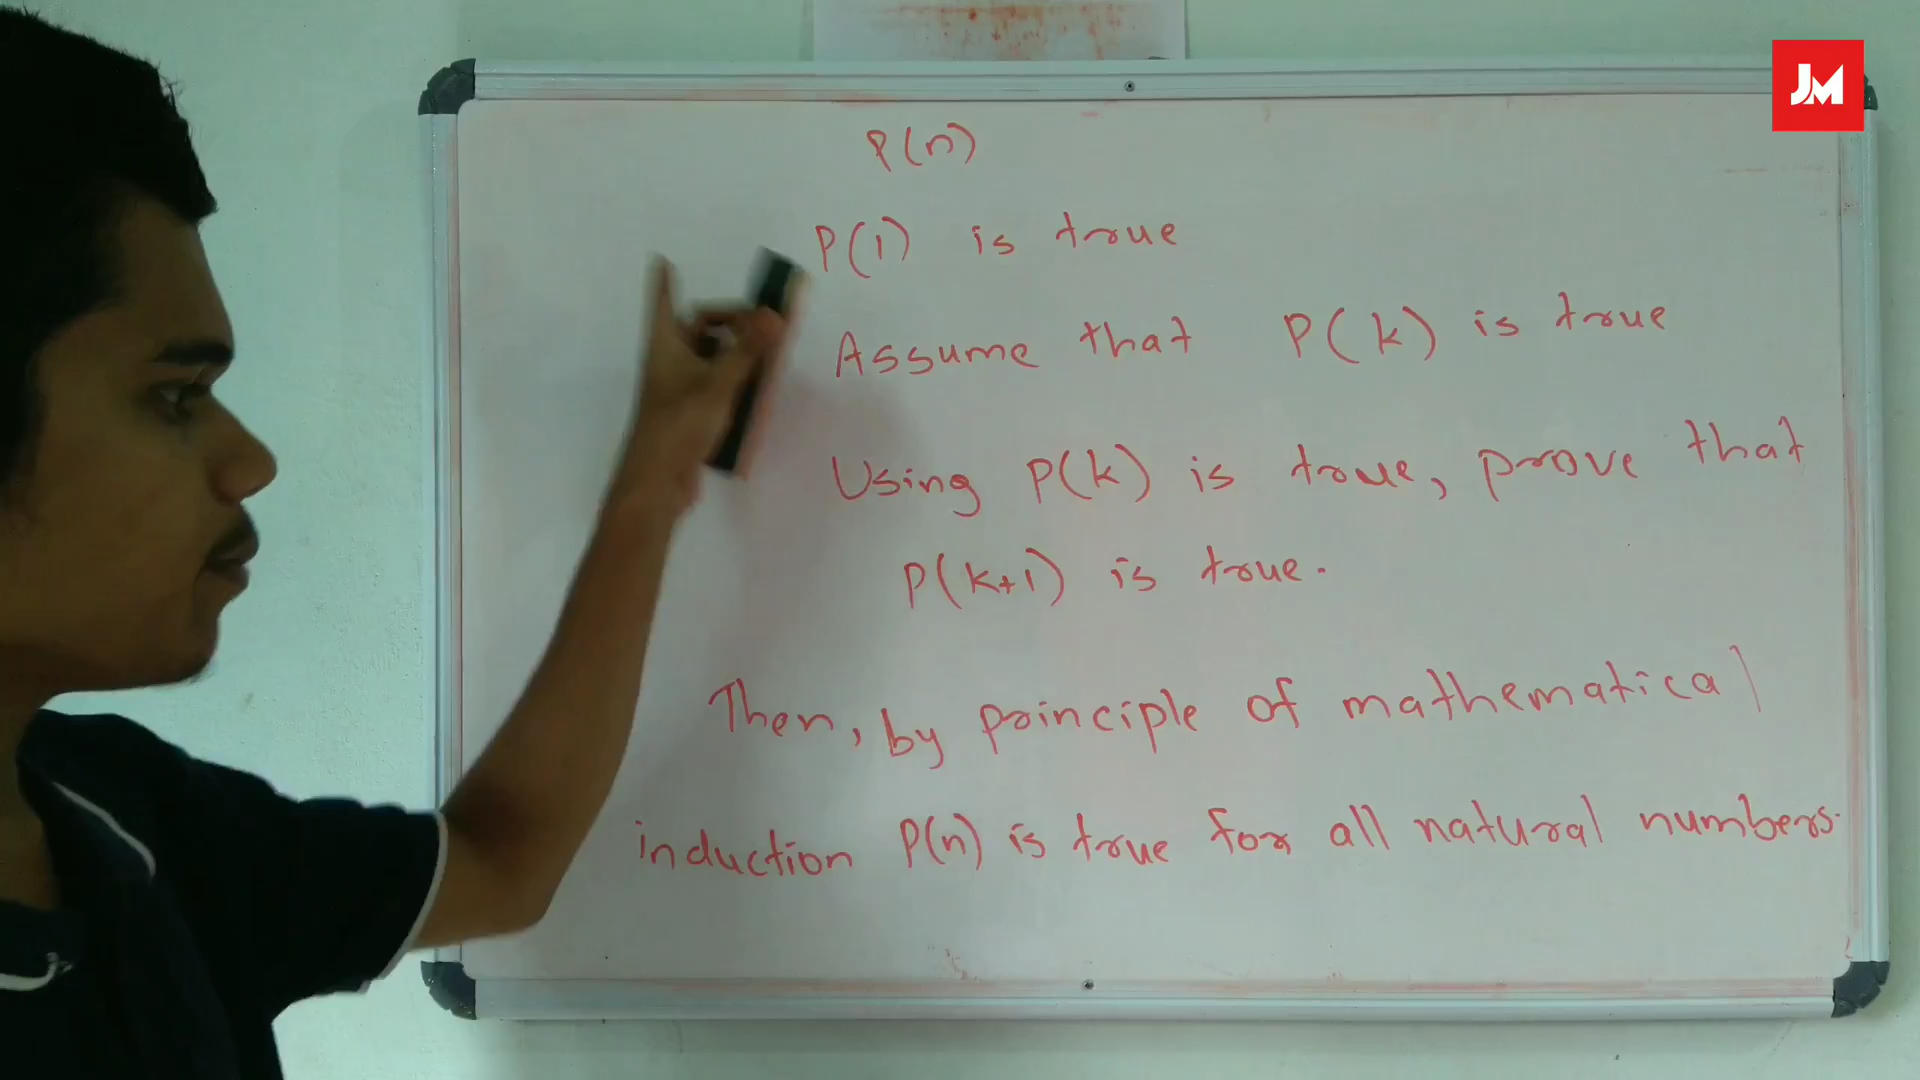 JM
P(n)
P(1) is true
Assume that P(k) is true
Using P(k) is true, prove that
P(k+1) is true.
Then, by principle of mathematical
induction P(n) is true for all natural numbers.